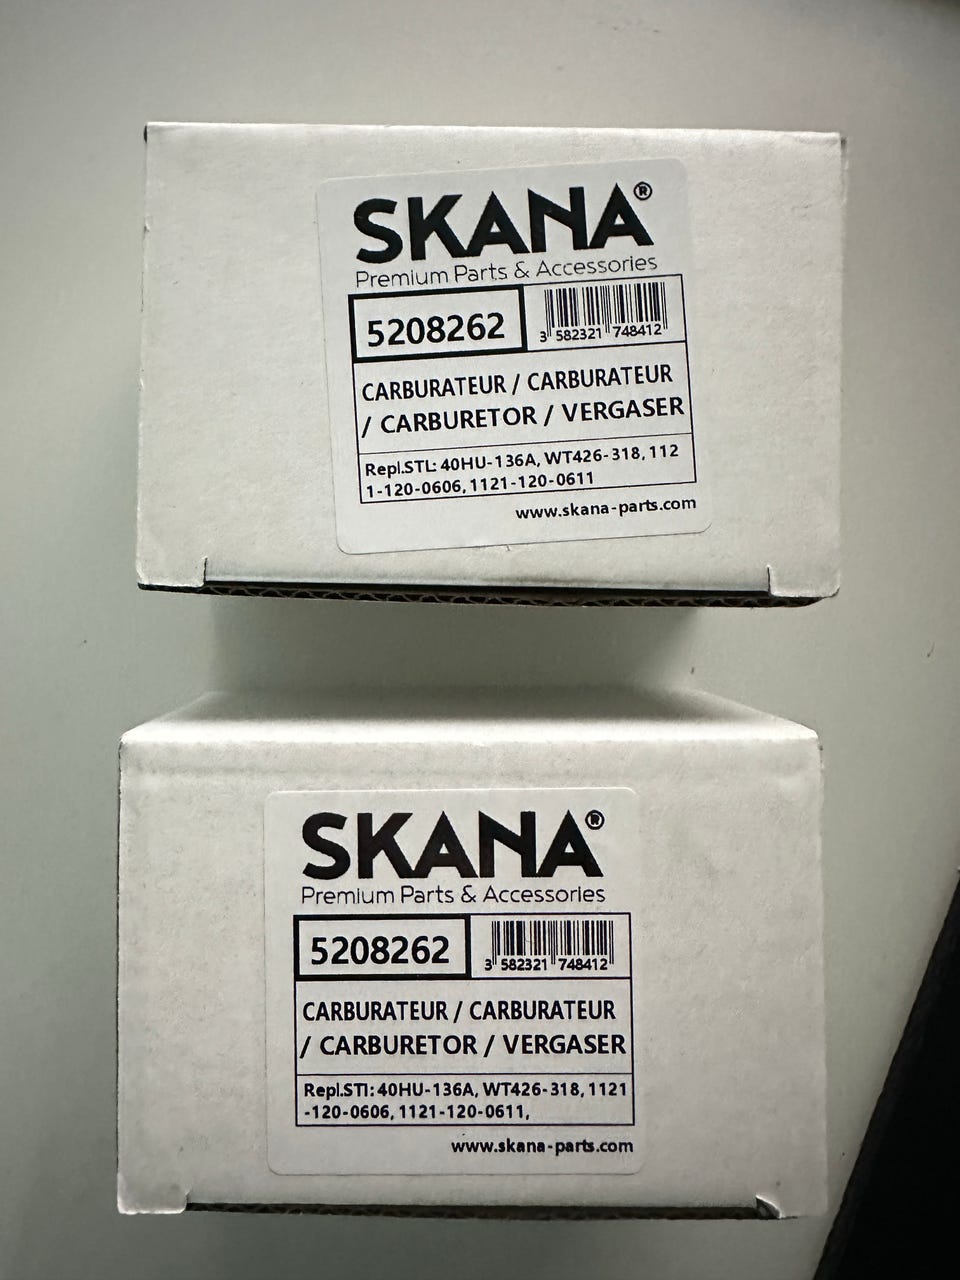 SKANA®
Premium Parts & Accessories
5208262
3 582321 748412
CARBURATEUR / CARBURATEUR
/ CARBURETOR / VERGASER
Repl.STL: 40HU-136A, WT426-318, 112
1-120-0606, 1121-120-0611
www.skana-parts.com
SKANA®
Premium Parts & Accessories
5208262
3 582321 748412
CARBURATEUR / CARBURATEUR
/ CARBURETOR / VERGASER
Repl.STI: 40HU-136A, WT426-318, 1121
-120-0606, 1121-120-0611,
www.skana-parts.com